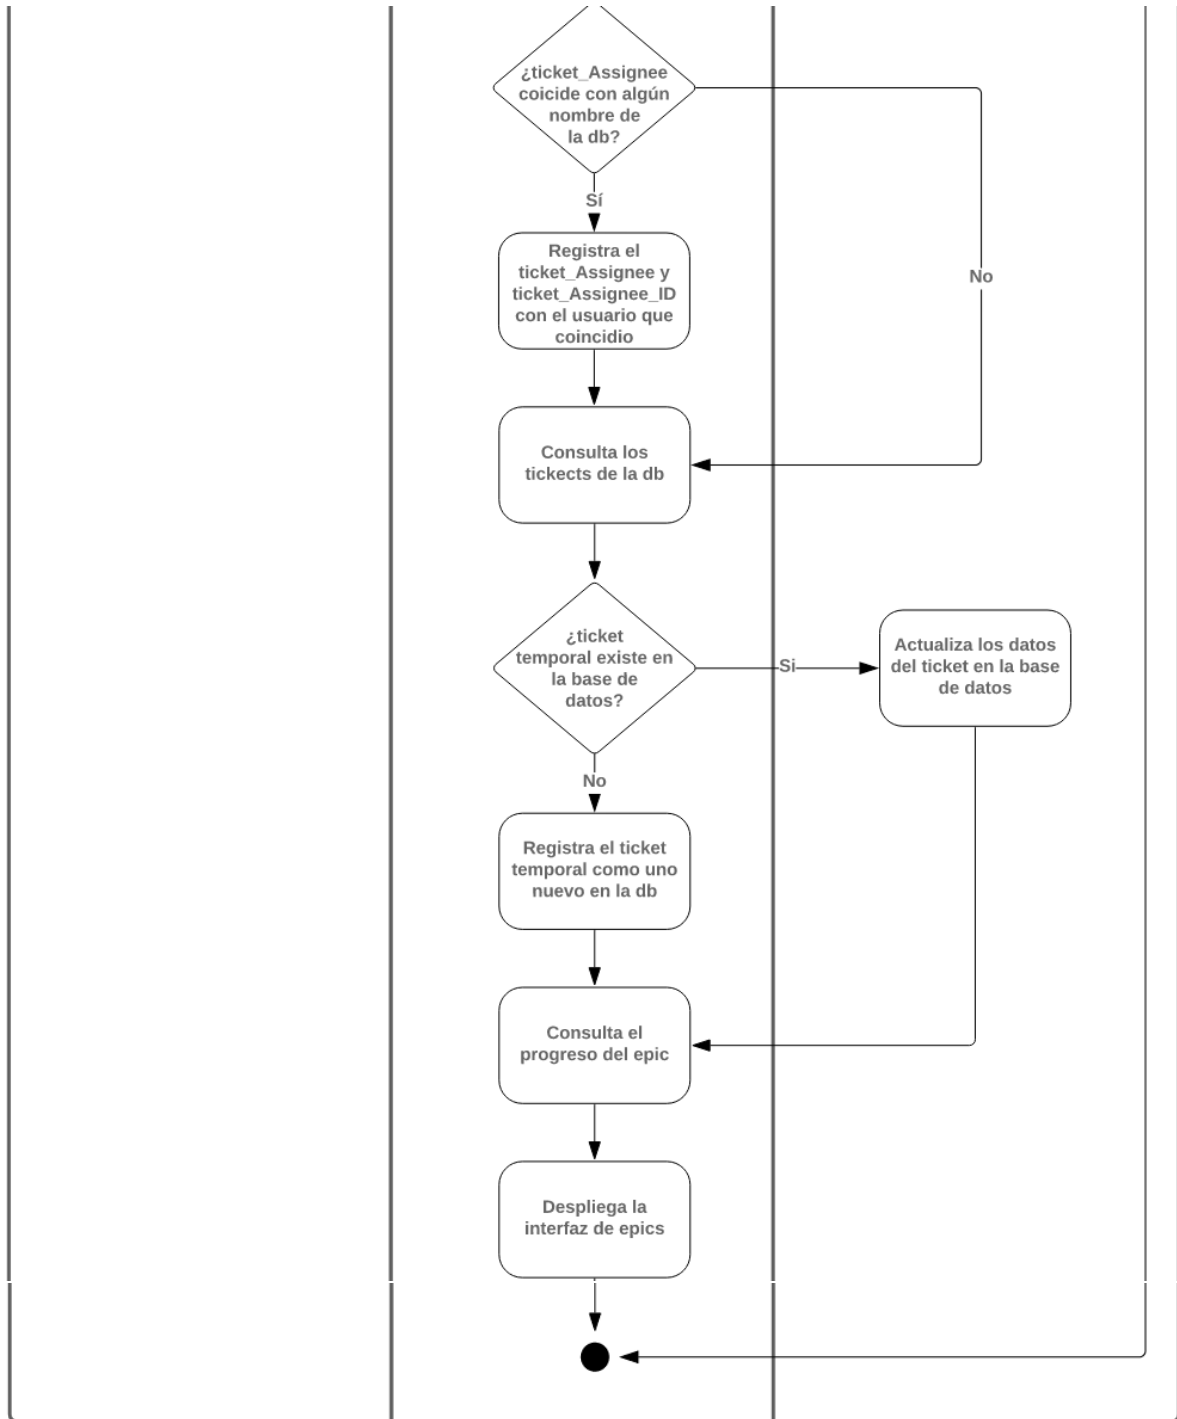 ¿ticket_Assignee
coicide con algún
nombre de
la db?
Sí
Registra el
ticket_Assignee y
ticket_Assignee_ID
con el usuario que
coincidio
No
Consulta los
tickects de la db
¿ticket
temporal existe en
la base de
datos?
Si
Actualiza los datos
del ticket en la base
de datos
No
Registra el ticket
temporal como uno
nuevo en la db
Consulta el
progreso del epic
Despliega la
interfaz de epics